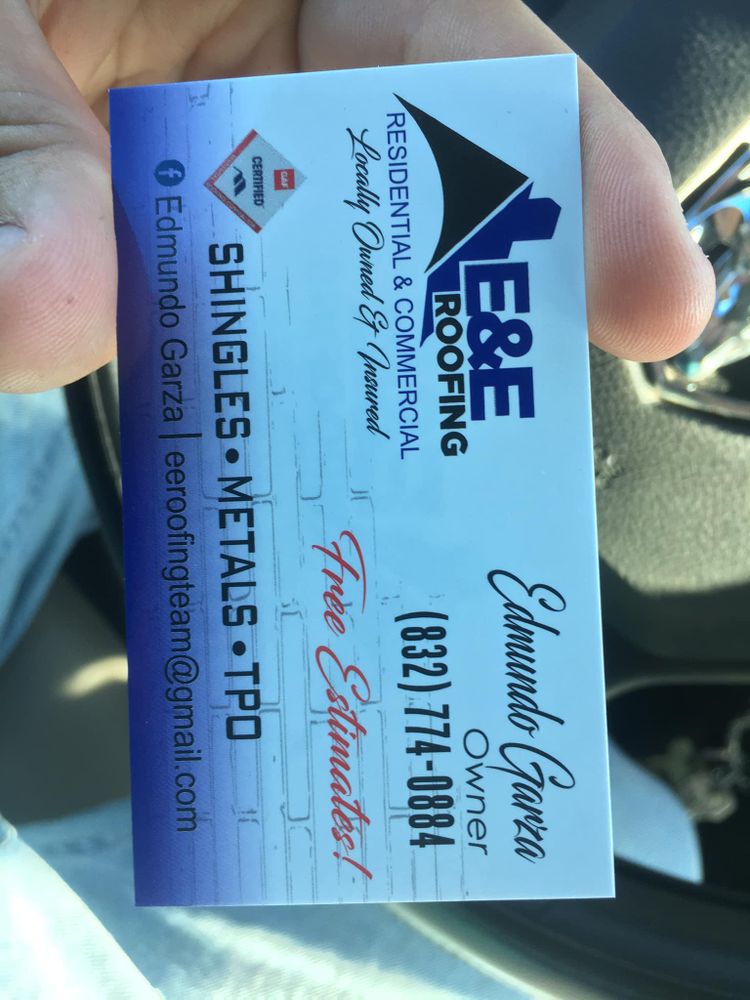 E&E
ROOFING
RESIDENTIAL & COMMERCIAL
Locally Owned & Insured
Edmundo Garza
Owner
(832) 774-0884
Free Estimates!
GAF
CERTIFIED
SHINGLES • METALS • TPO
Edmundo Garza | eeroofingteam@gmail.com